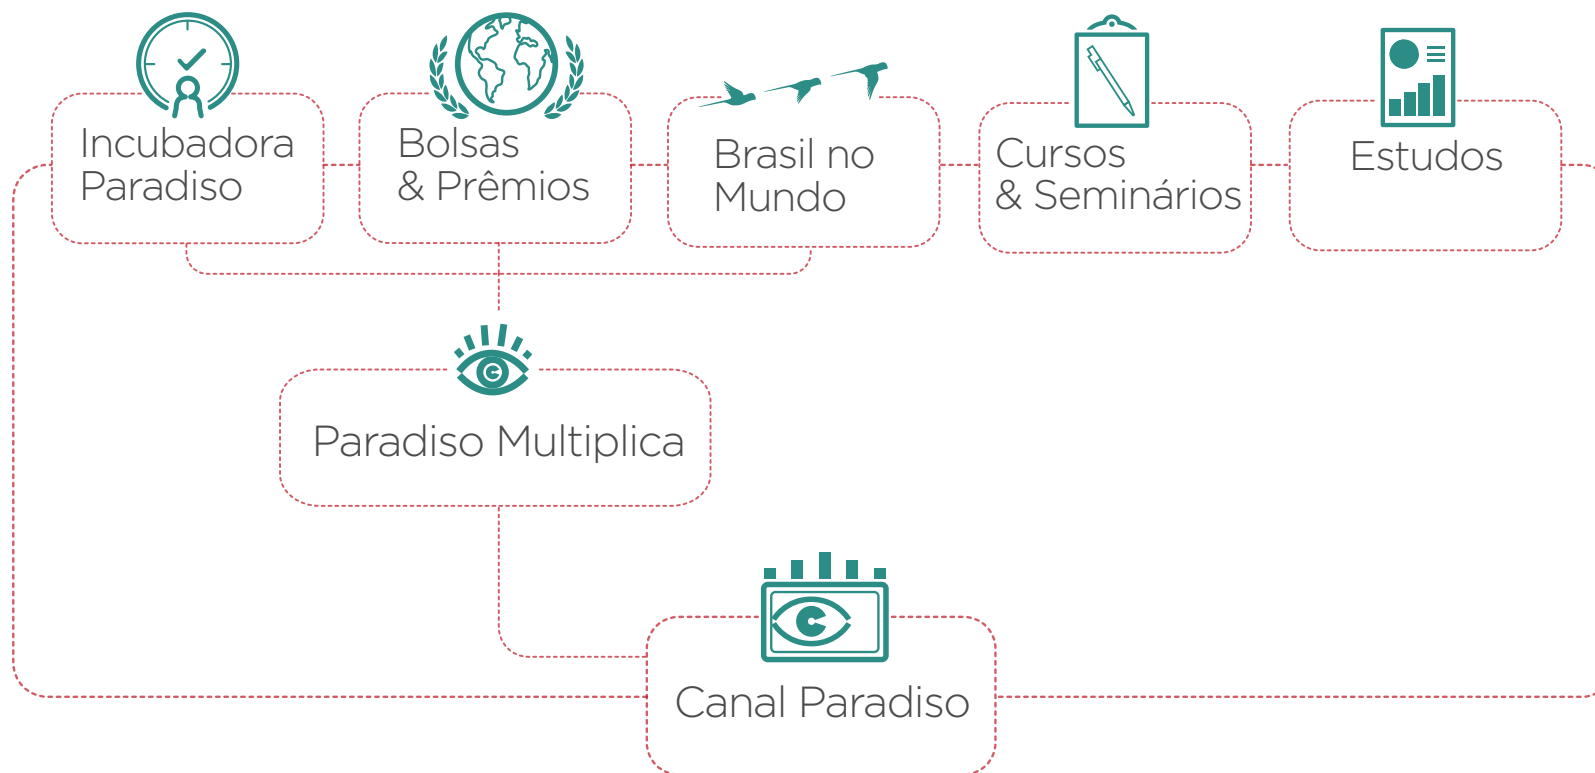 Incubadora
Paradiso
Bolsas
& Prêmios
Brasil no
Mundo
Cursos
& Seminários
Estudos
Paradiso Multiplica
Canal Paradiso